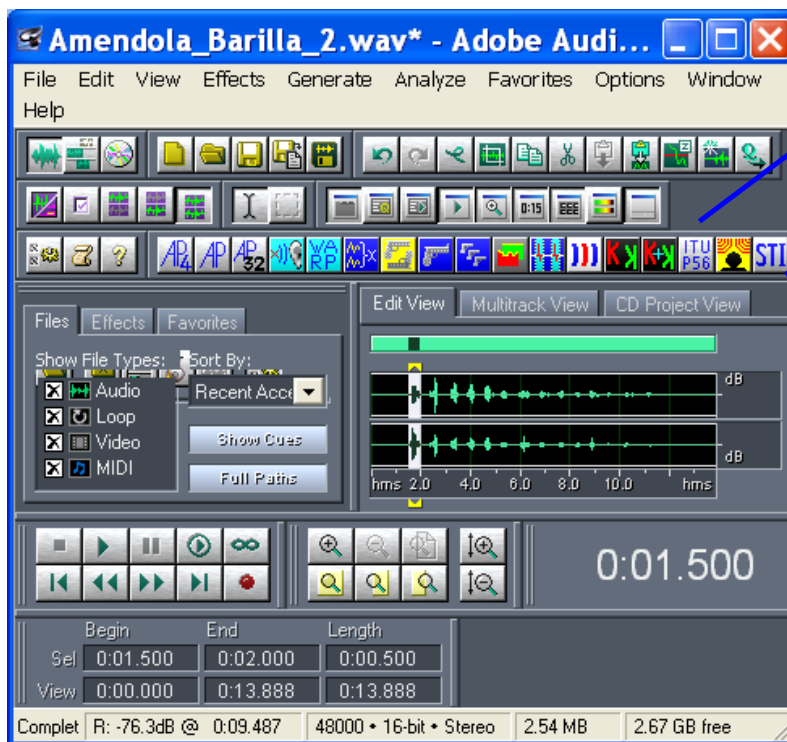 Amendola_Barilla_2.wav* - Adobe Audi...
File Edit View Effects Generate Analyze Favorites Options Window
Help
0:15
AP4 AP AP32 WARP K K+K ITU P56 STI
Edit View Multitrack View CD Project View
Files Effects Favorites
Show File Types: Sort By:
Audio Recent Acce
Loop
Video Show Cues
MIDI Full Paths
dB
dB
hms 2.0 4.0 6.0 8.0 10.0 hms
0:01.500
Begin End Length
Sel 0:01.500 0:02.000 0:00.500
View 0:00.000 0:13.888 0:13.888
Complet R: -76.3dB @ 0:09.487 48000 • 16-bit • Stereo 2.54 MB 2.67 GB free